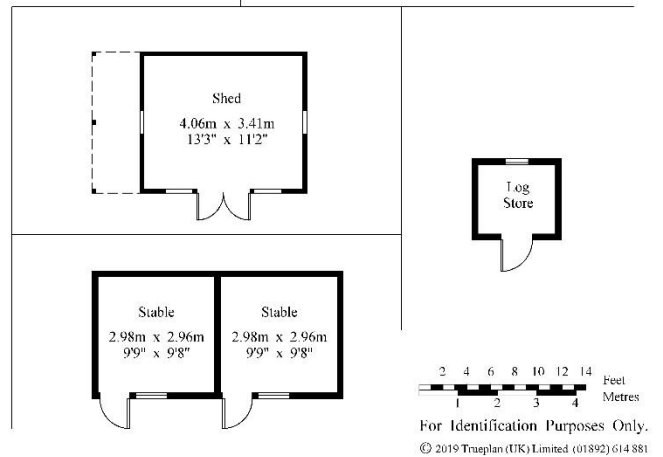 Shed
4.06m x 3.41m
13'3" x 11'2"
Log
Store
Stable
2.98m x 2.96m
9'9" x 9'8"
Stable
2.98m x 2.96m
9'9" x 9'8"
2 4 6 8 10 12 14
Feet
Metres
1 2 3 4
For Identification Purposes Only.
© 2019 Trueplan (UK) Limited (01892) 614 881